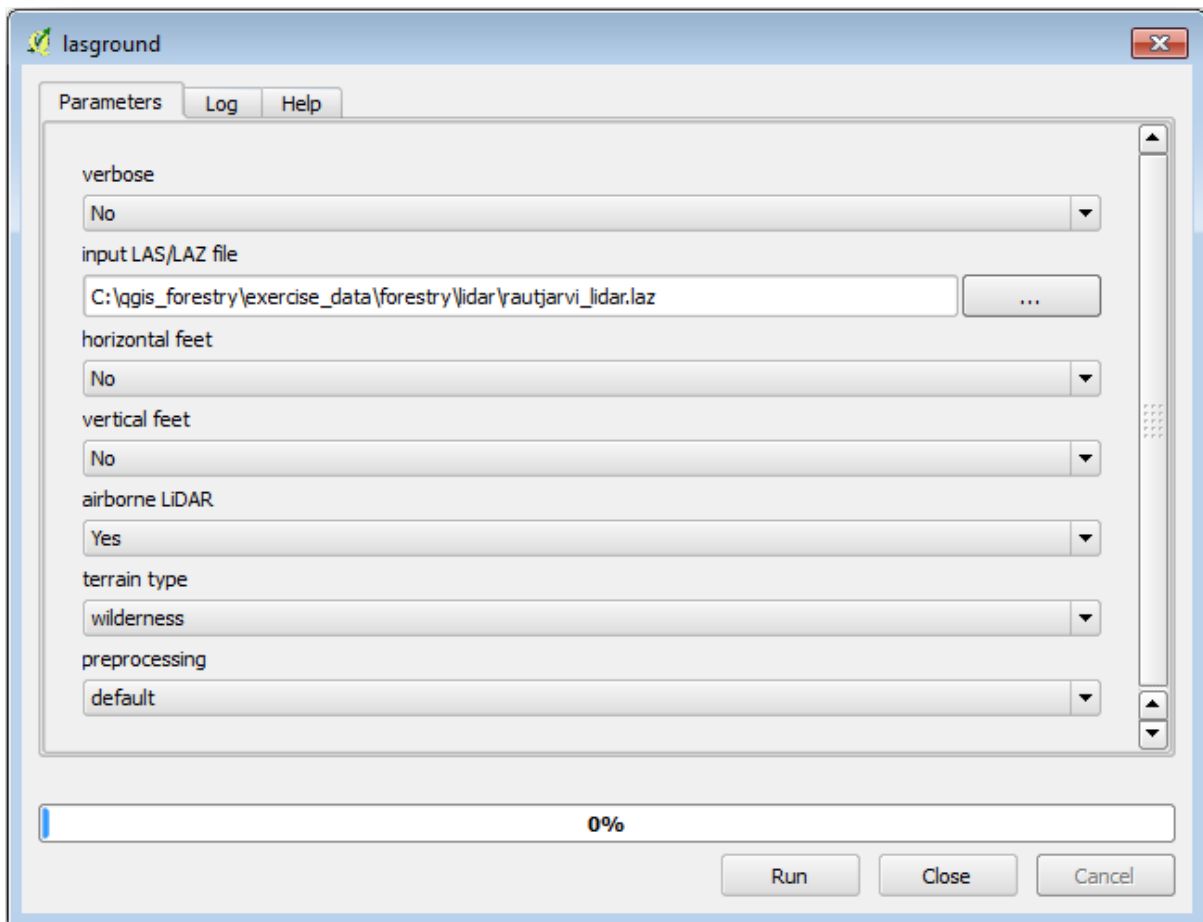 lasground
Parameters Log Help
verbose
No
input LAS/LAZ file
C:\qgis_forestry\exercise_data\forestry\lidar\rautjarvi_lidar.laz ...
horizontal feet
No
vertical feet
No
airborne LiDAR
Yes
terrain type
wilderness
preprocessing
default
0%
Run Close Cancel